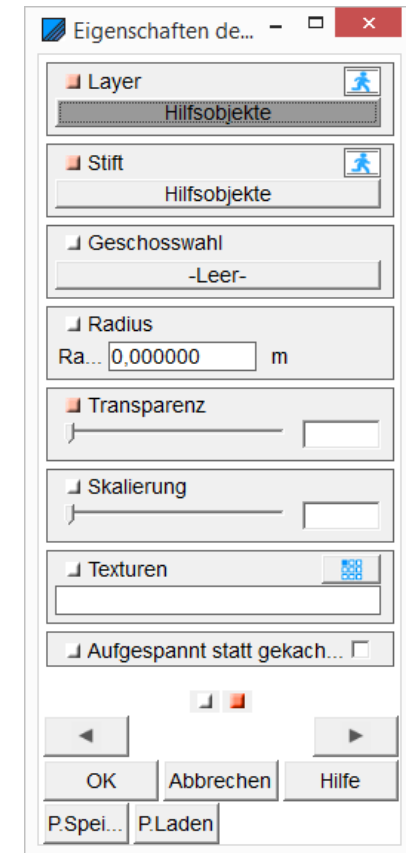 Eigenschaften de...
Layer
Hilfsobjekte
Stift
Hilfsobjekte
Geschosswahl
-Leer-
Radius
Ra... 0,000000 m
Transparenz
Skalierung
Texturen
Aufgespannt statt gekach...
OK Abbrechen Hilfe
P.Spei... P.Laden